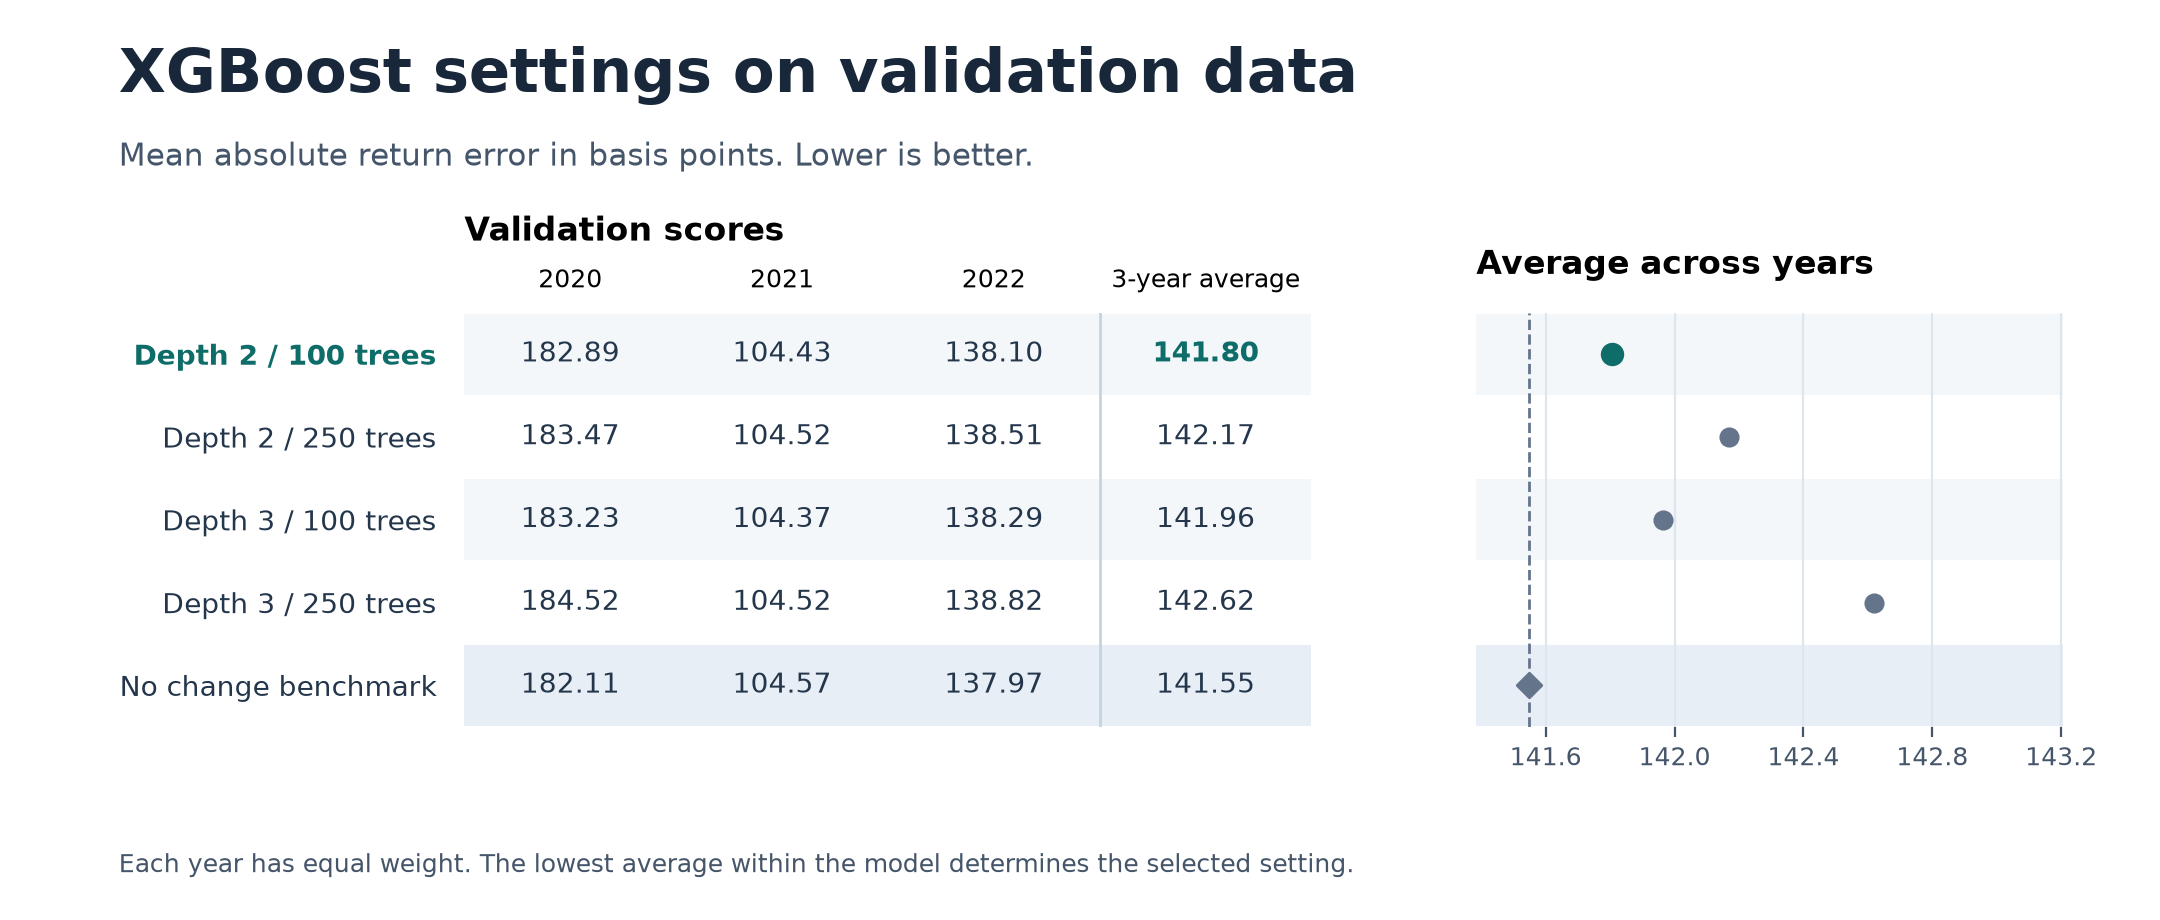 XGBoost settings on validation data
Mean absolute return error in basis points. Lower is better.
Validation scores
2020 2021 2022 3-year average
Depth 2 / 100 trees 182.89 104.43 138.10 141.80
Depth 2 / 250 trees 183.47 104.52 138.51 142.17
Depth 3 / 100 trees 183.23 104.37 138.29 141.96
Depth 3 / 250 trees 184.52 104.52 138.82 142.62
No change benchmark 182.11 104.57 137.97 141.55
Average across years
141.6 142.0 142.4 142.8 143.2
Each year has equal weight. The lowest average within the model determines the selected setting.